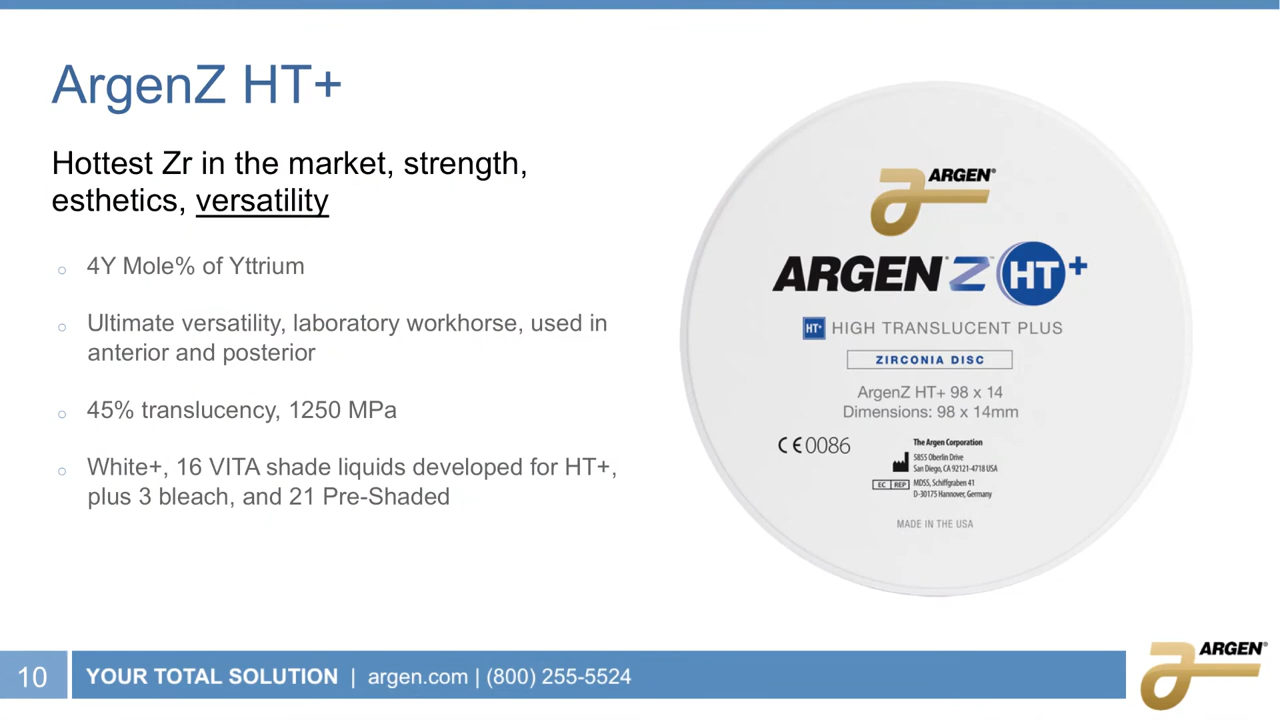 ArgenZ HT+
Hottest Zr in the market, strength,
esthetics, versatility
4Y Mole% of Yttrium
Ultimate versatility, laboratory workhorse, used in
anterior and posterior
45% translucency, 1250 MPa
White+, 16 VITA shade liquids developed for HT+,
plus 3 bleach, and 21 Pre-Shaded
ARGEN®
ARGEN® Z™ HT+
HT+ HIGH TRANSLUCENT PLUS
ZIRCONIA DISC
ArgenZ HT+ 98 x 14
Dimensions: 98 x 14mm
CE0086
The Argen Corporation
5855 Oberlin Drive
San Diego, CA 92121-4718 USA
EC REP MDSS, Schiffgraben 41
D-30175 Hannover, Germany
MADE IN THE USA
10 YOUR TOTAL SOLUTION | argen.com | (800) 255-5524
ARGEN®